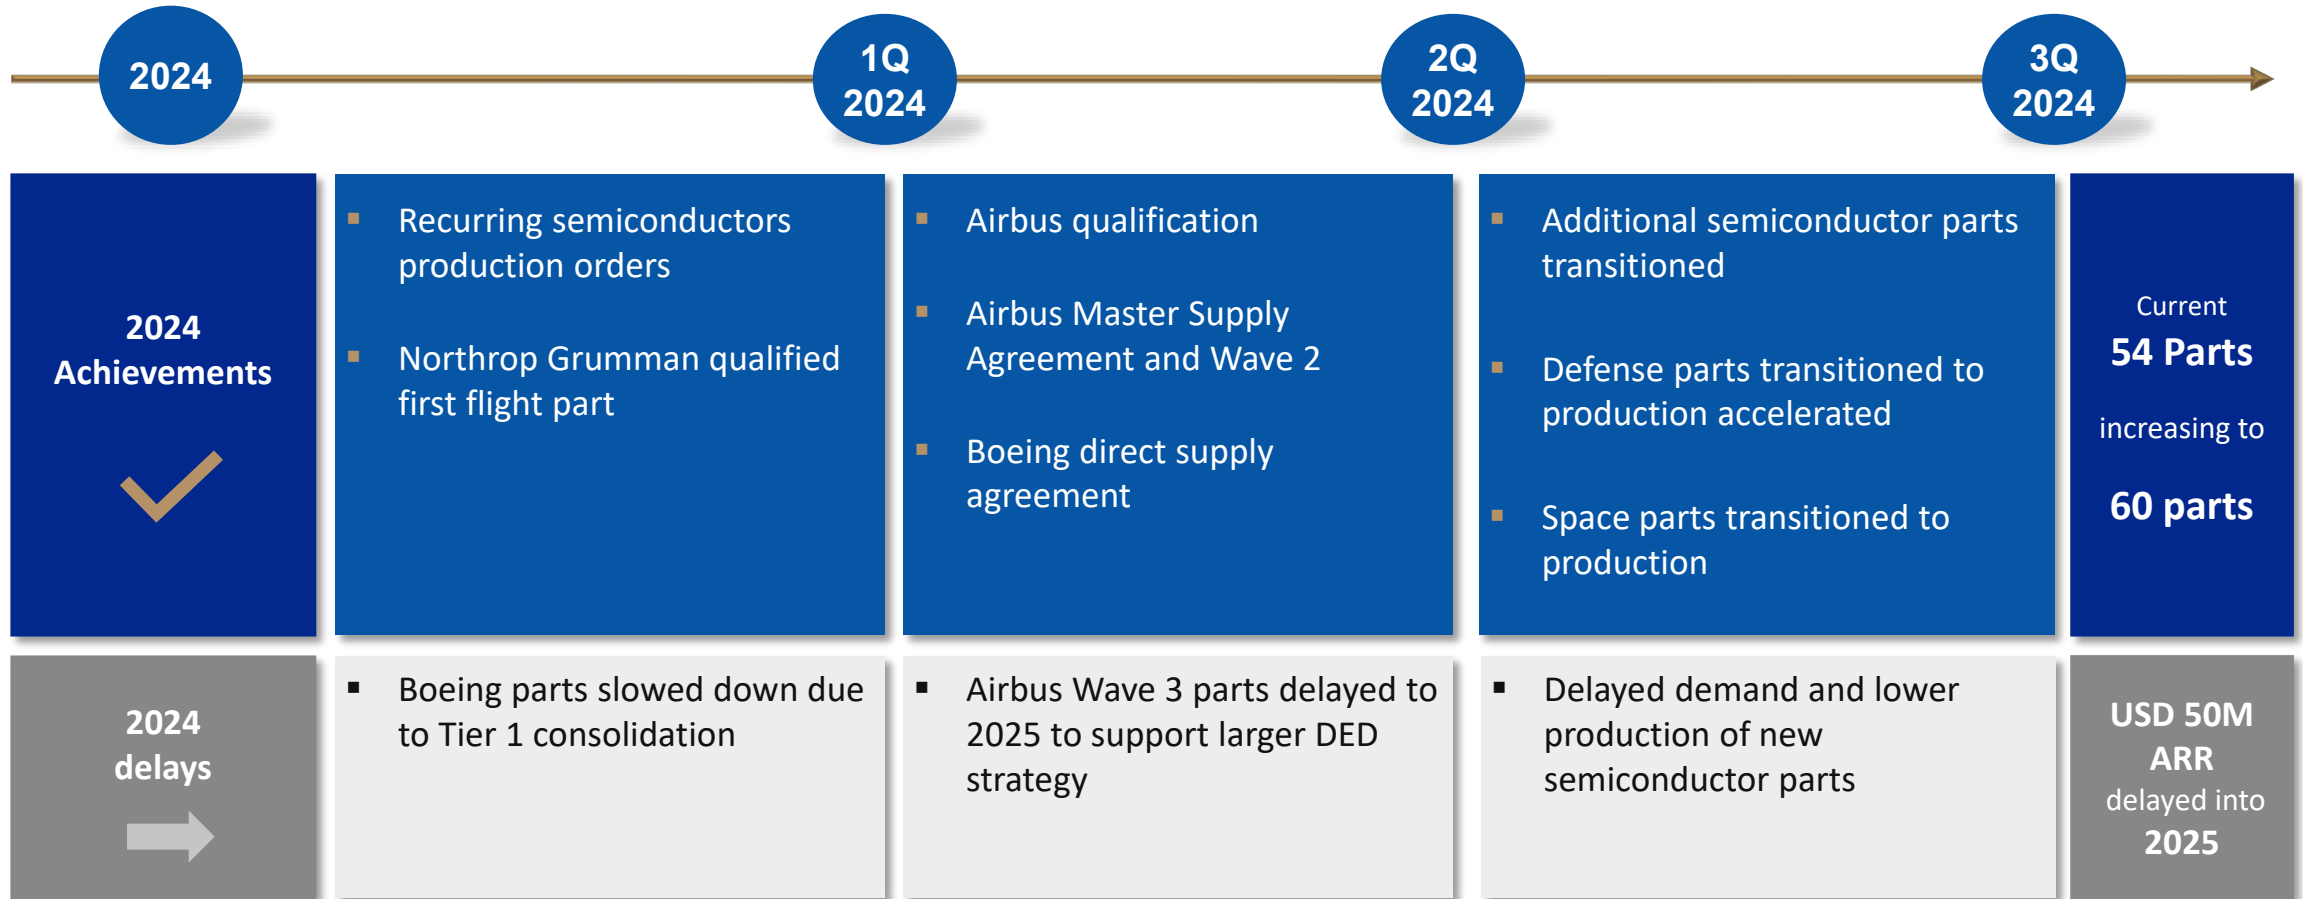 2024
1Q
2024
2Q
2024
3Q
2024
2024
Achievements
▪ Recurring semiconductors
production orders
▪ Northrop Grumman qualified
first flight part
▪ Airbus qualification
▪ Airbus Master Supply
Agreement and Wave 2
▪ Boeing direct supply
agreement
▪ Additional semiconductor parts
transitioned
▪ Defense parts transitioned to
production accelerated
▪ Space parts transitioned to
production
Current
54 Parts
increasing to
60 parts
2024
delays
▪ Boeing parts slowed down due
to Tier 1 consolidation
▪ Airbus Wave 3 parts delayed to
2025 to support larger DED
strategy
▪ Delayed demand and lower
production of new
semiconductor parts
USD 50M
ARR
delayed into
2025